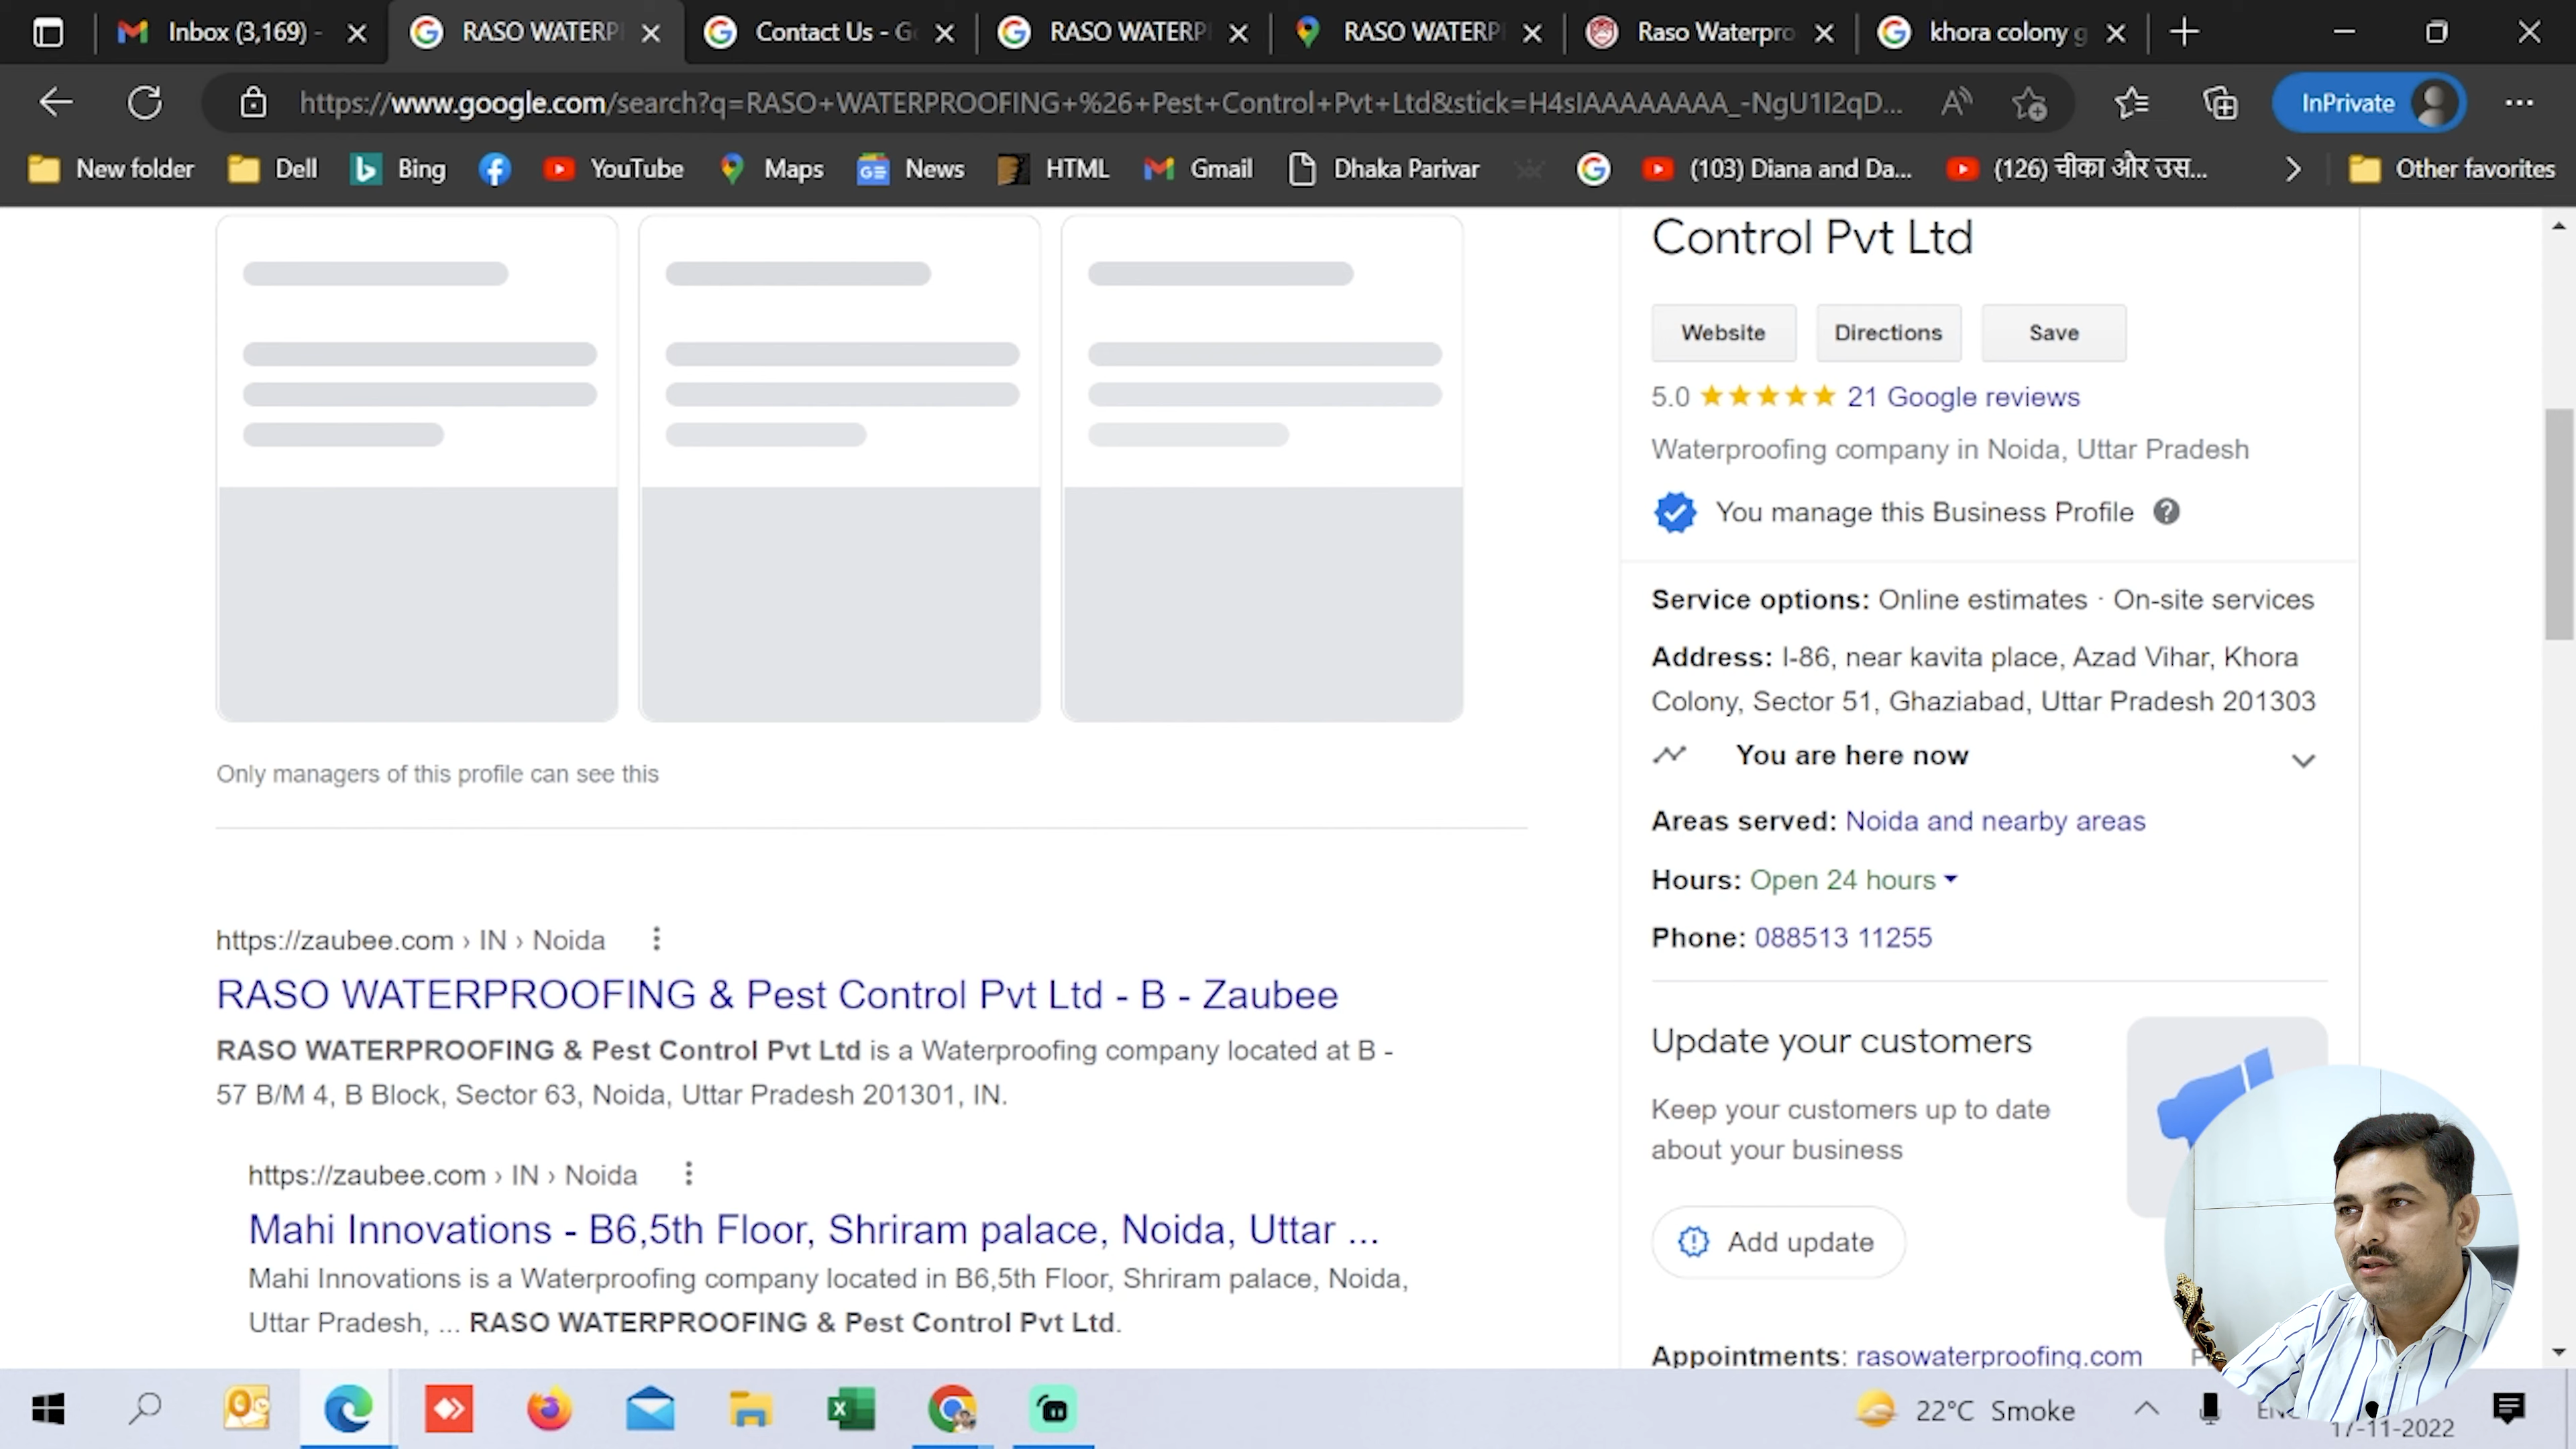 Inbox (3,169) -
RASO WATERP
Contact Us - G
RASO WATERP
RASO WATERP
Raso Waterpro
khora colony g
https://www.google.com/search?q=RASO+WATERPROOFING+%26+Pest+Control+Pvt+Ltd&stick=H4sIAAAAAAAA_-NgU1I2qD...
InPrivate
New folder
Dell
Bing
YouTube
Maps
News
HTML
Gmail
Dhaka Parivar
(103) Diana and Da...
(126) चीका और उस...
Other favorites
Control Pvt Ltd
Website
Directions
Save
5.0 ★★★★★ 21 Google reviews
Waterproofing company in Noida, Uttar Pradesh
You manage this Business Profile
Service options: Online estimates · On-site services
Address: I-86, near kavita place, Azad Vihar, Khora
Colony, Sector 51, Ghaziabad, Uttar Pradesh 201303
You are here now
Areas served: Noida and nearby areas
Hours: Open 24 hours
Phone: 088513 11255
Update your customers
Keep your customers up to date
about your business
Add update
Appointments: rasowaterproofing.com
Only managers of this profile can see this
https://zaubee.com › IN › Noida
RASO WATERPROOFING & Pest Control Pvt Ltd - B - Zaubee
RASO WATERPROOFING & Pest Control Pvt Ltd is a Waterproofing company located at B -
57 B/M 4, B Block, Sector 63, Noida, Uttar Pradesh 201301, IN.
https://zaubee.com › IN › Noida
Mahi Innovations - B6,5th Floor, Shriram palace, Noida, Uttar ...
Mahi Innovations is a Waterproofing company located in B6,5th Floor, Shriram palace, Noida,
Uttar Pradesh, ... RASO WATERPROOFING & Pest Control Pvt Ltd.
22°C Smoke
17-11-2022